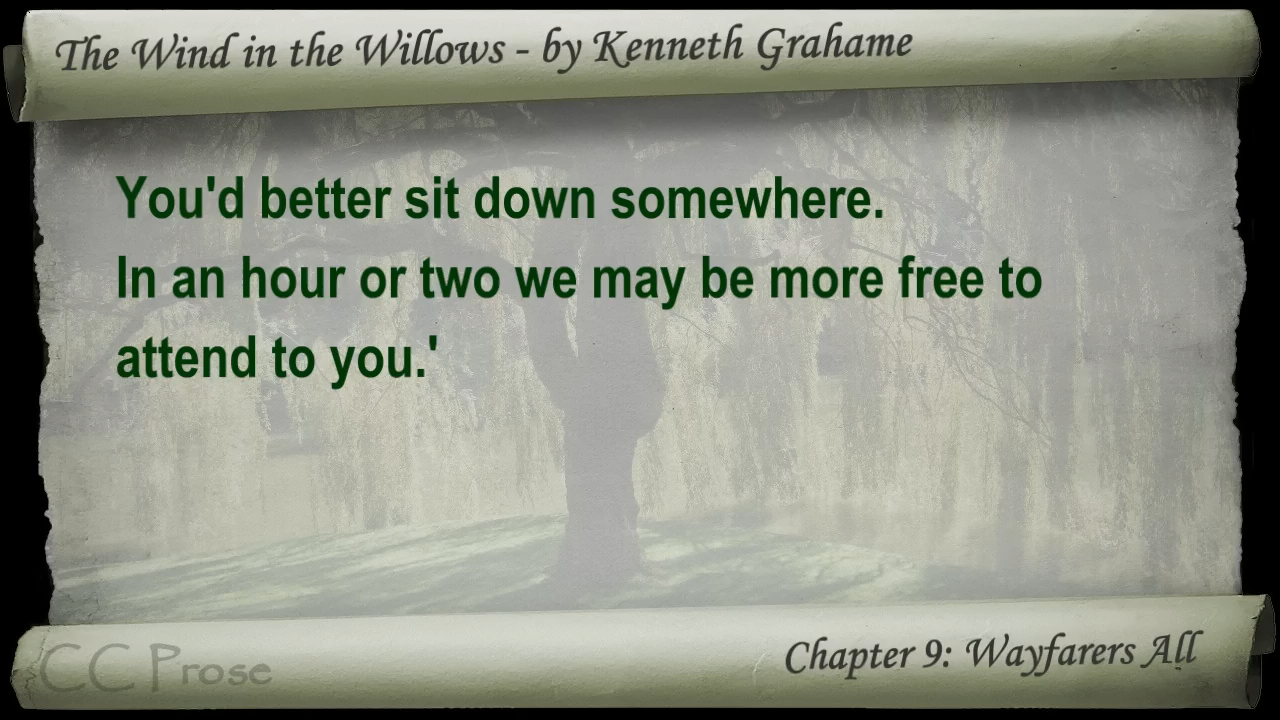 The Wind in the Willows - by Kenneth Grahame
You'd better sit down somewhere.
In an hour or two we may be more free to
attend to you.'
CC Prose
Chapter 9: Wayfarers All